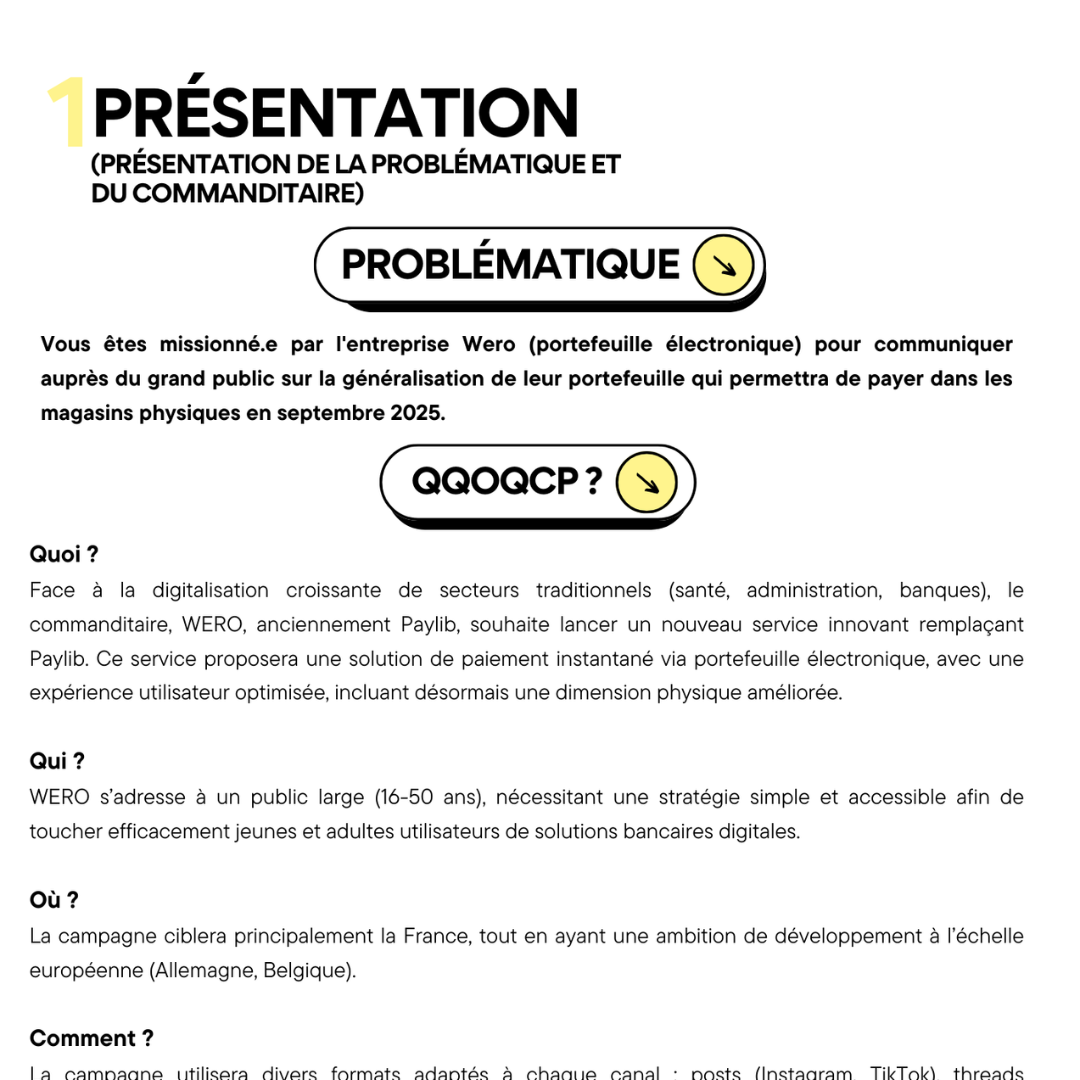 1 PRÉSENTATION
(PRÉSENTATION DE LA PROBLÉMATIQUE ET
DU COMMANDITAIRE)
PROBLÉMATIQUE
Vous êtes missionné.e par l'entreprise Wero (portefeuille électronique) pour communiquer
auprès du grand public sur la généralisation de leur portefeuille qui permettra de payer dans les
magasins physiques en septembre 2025.
QQOQCP ?
Quoi ?
Face à la digitalisation croissante de secteurs traditionnels (santé, administration, banques), le
commanditaire, WERO, anciennement Paylib, souhaite lancer un nouveau service innovant remplaçant
Paylib. Ce service proposera une solution de paiement instantané via portefeuille électronique, avec une
expérience utilisateur optimisée, incluant désormais une dimension physique améliorée.
Qui ?
WERO s’adresse à un public large (16-50 ans), nécessitant une stratégie simple et accessible afin de
toucher efficacement jeunes et adultes utilisateurs de solutions bancaires digitales.
Où ?
La campagne ciblera principalement la France, tout en ayant une ambition de développement à l’échelle
européenne (Allemagne, Belgique).
Comment ?
La campagne utilisera divers formats adaptés à chaque canal : posts (Instagram, TikTok), threads